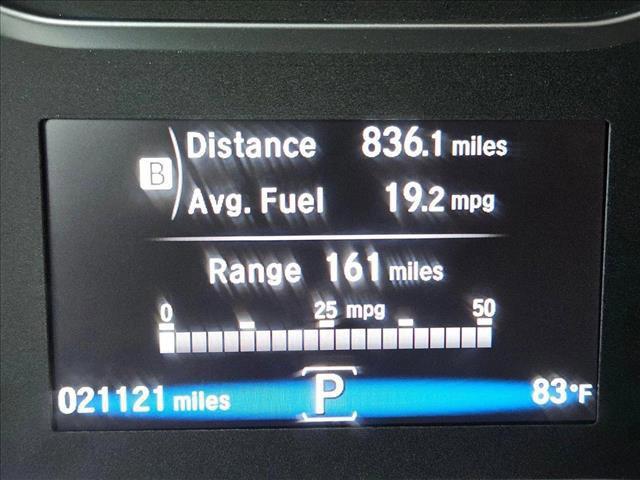 Distance 836.1 miles
B
Avg. Fuel 19.2 mpg
Range 161 miles
0 25 mpg 50
021121 miles P 83°F